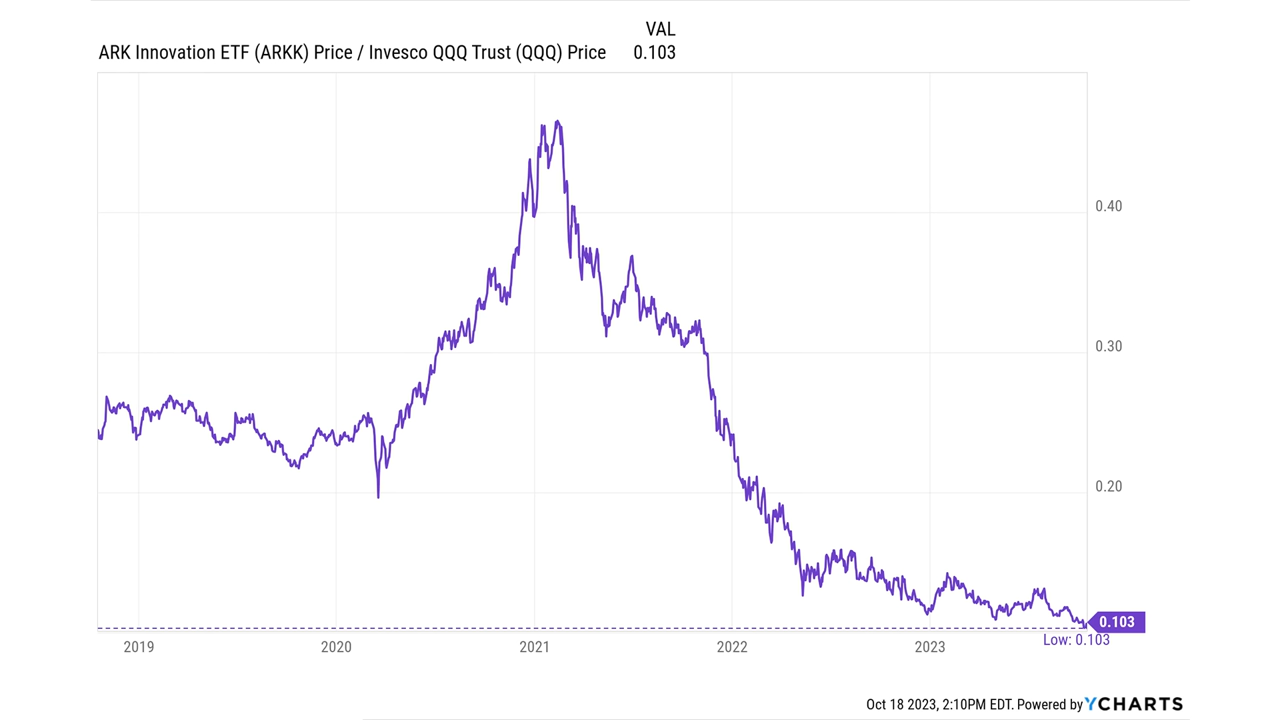 VAL
ARK Innovation ETF (ARKK) Price / Invesco QQQ Trust (QQQ) Price 0.103
0.40
0.30
0.20
0.103
Low: 0.103
2019 2020 2021 2022 2023
Oct 18 2023, 2:10PM EDT. Powered by YCHARTS